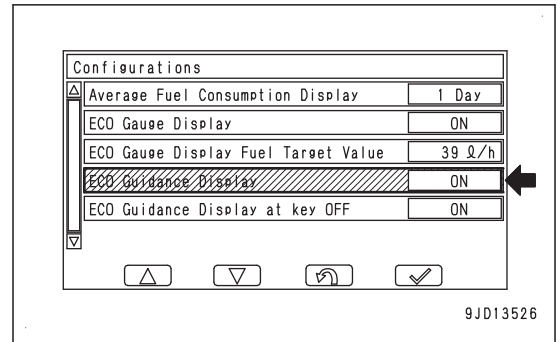 Configurations
Average Fuel Consumption Display 1 Day
ECO Gauge Display ON
ECO Gauge Display Fuel Target Value 39 ℓ/h
ECO Guidance Display ON
ECO Guidance Display at key OFF ON
9JD13526